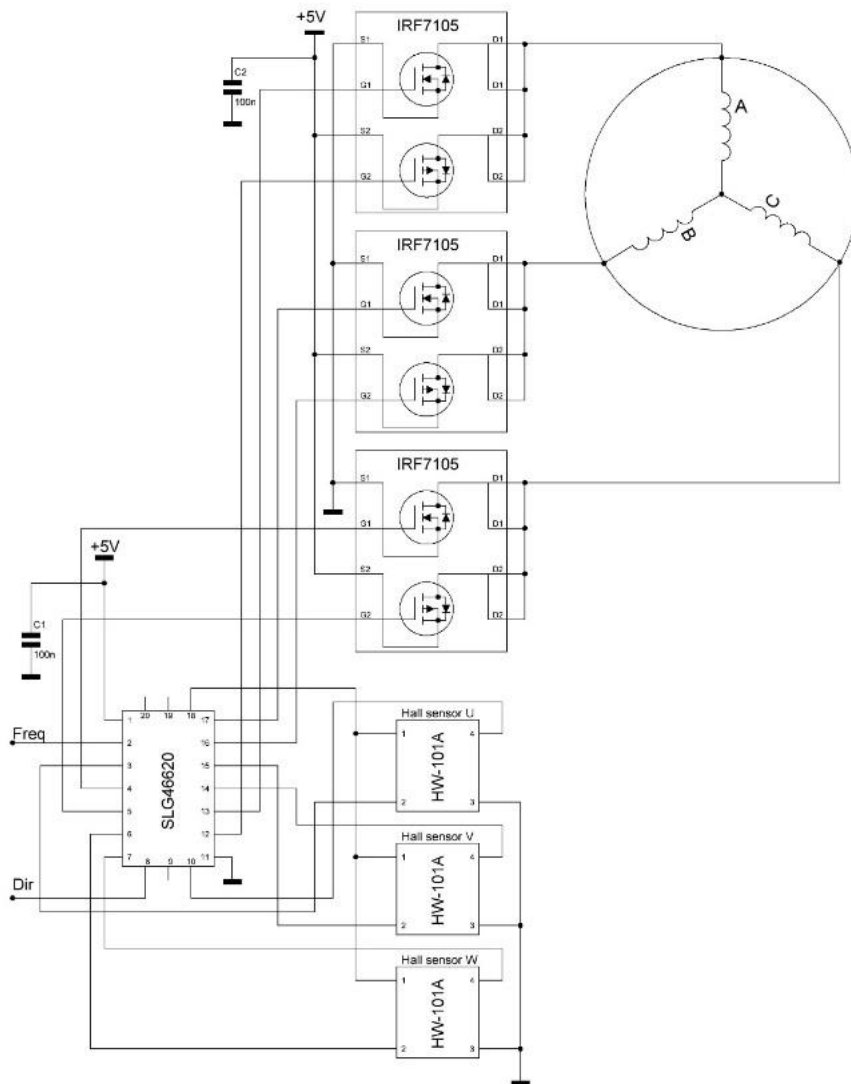 +5V
IRF7105
C2
100n
S1
D1
G1
D1
S2
D2
G2
D2
A
B
C
IRF7105
S1
D1
G1
D1
S2
D2
G2
D2
IRF7105
S1
D1
G1
D1
S2
D2
G2
D2
+5V
C1
100n
20 19 18
1 17
Freq
2 16
3 15
4 14
5 13
6 12
7 11
8 9 10
SLG46620
Dir
Hall sensor U
1 4
HW-101A
2 3
Hall sensor V
1 4
HW-101A
2 3
Hall sensor W
1 4
HW-101A
2 3